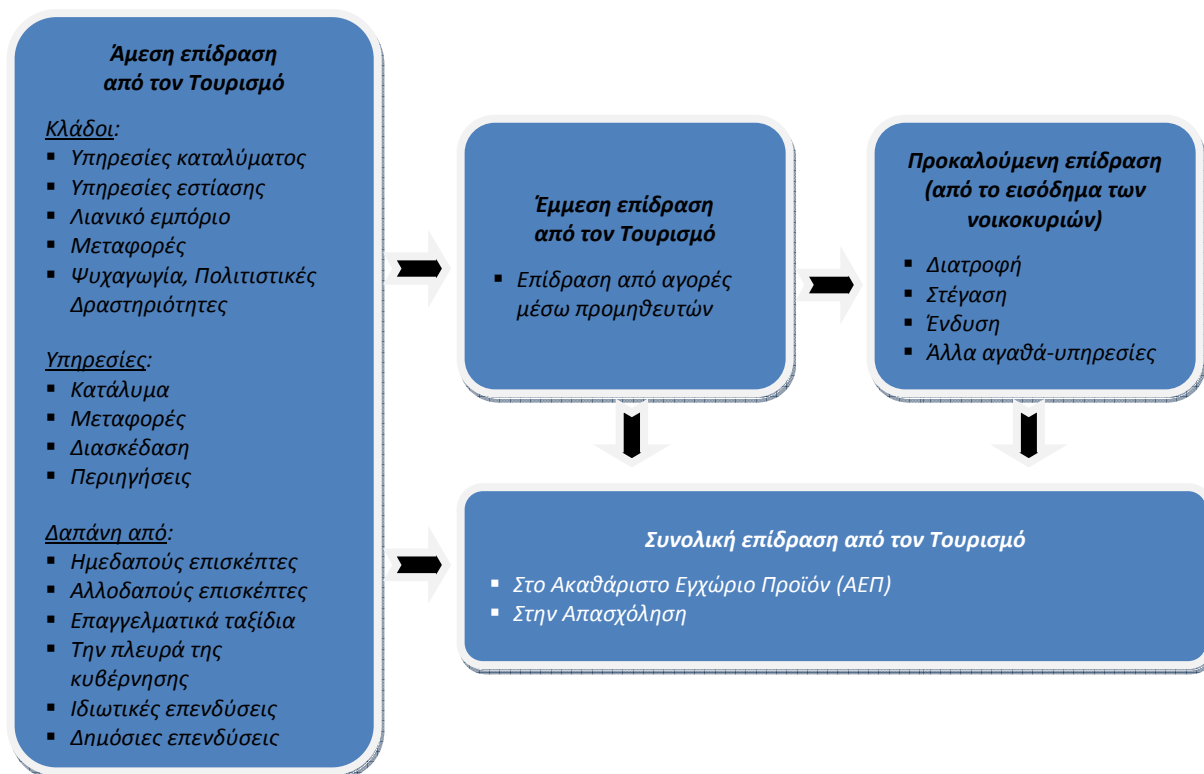 Άμεση επίδραση
από τον Τουρισμό
Κλάδοι:
▪ Υπηρεσίες καταλύματος
▪ Υπηρεσίες εστίασης
▪ Λιανικό εμπόριο
▪ Μεταφορές
▪ Ψυχαγωγία, Πολιτιστικές
Δραστηριότητες
Υπηρεσίες:
▪ Κατάλυμα
▪ Μεταφορές
▪ Διασκέδαση
▪ Περιηγήσεις
Δαπάνη από:
▪ Ημεδαπούς επισκέπτες
▪ Αλλοδαπούς επισκέπτες
▪ Επαγγελματικά ταξίδια
▪ Την πλευρά της
κυβέρνησης
▪ Ιδιωτικές επενδύσεις
▪ Δημόσιες επενδύσεις
Έμμεση επίδραση
από τον Τουρισμό
▪ Επίδραση από αγορές
μέσω προμηθευτών
Προκαλούμενη επίδραση
(από το εισόδημα των
νοικοκυριών)
▪ Διατροφή
▪ Στέγαση
▪ Ένδυση
▪ Άλλα αγαθά-υπηρεσίες
Συνολική επίδραση από τον Τουρισμό
▪ Στο Ακαθάριστο Εγχώριο Προϊόν (ΑΕΠ)
▪ Στην Απασχόληση